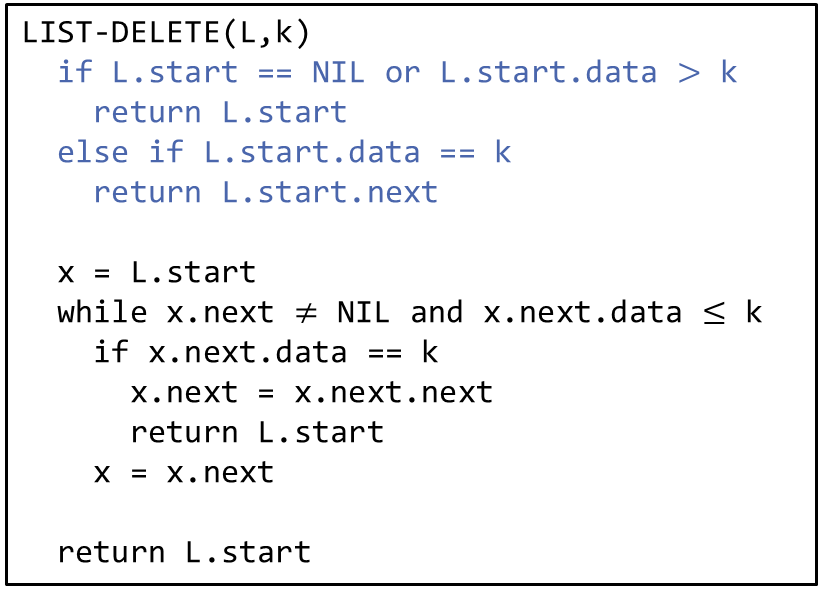 LIST-DELETE(L,k)
if L.start == NIL or L.start.data > k
return L.start
else if L.start.data == k
return L.start.next
x = L.start
while x.next ≠ NIL and x.next.data ≤ k
if x.next.data == k
x.next = x.next.next
return L.start
x = x.next
return L.start